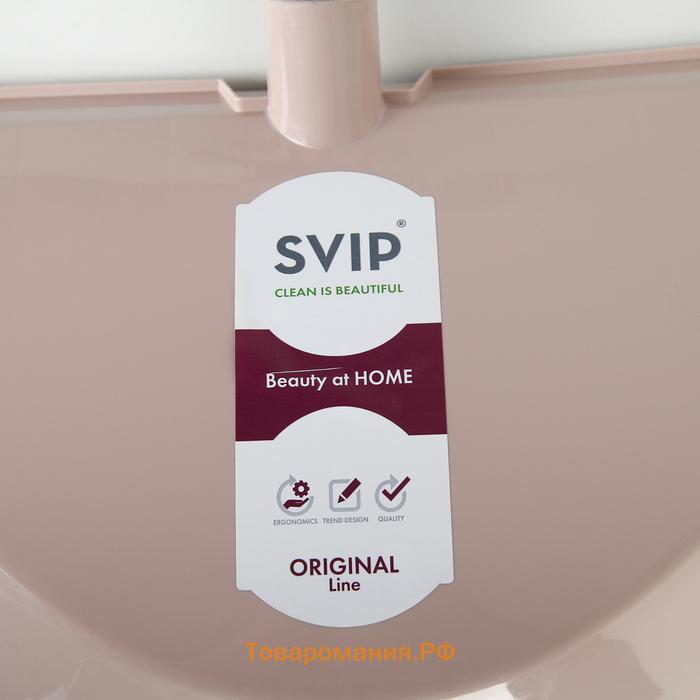 SVIP®
CLEAN IS BEAUTIFUL
Beauty at HOME
ERGONOMICS TREND DESIGN QUALITY
ORIGINAL
Line
Товаромания.РФ